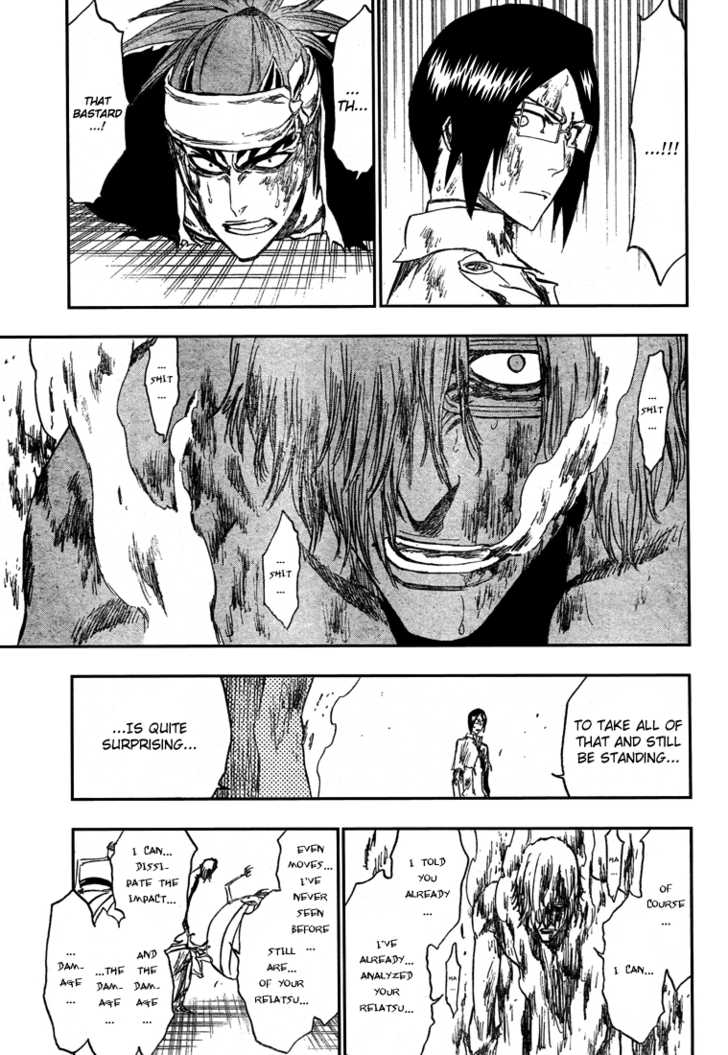 ...!!!
...
TH...
THAT
BASTARD
...!
...
SHIT
...
...
SHIT
...
...
SHIT
...
TO TAKE ALL OF
THAT AND STILL
BE STANDING...
...IS QUITE
SURPRISING...
OF
COURSE
...
HA
...
I CAN...
I TOLD
YOU
ALREADY
...
I'VE
ALREADY...
ANALYZED
YOUR
REIATSU...
HA
...
EVEN
MOVES...
I'VE
NEVER
SEEN
BEFORE
...
STILL
ARE...
OF YOUR
REIATSU...
I CAN...
DISSI-
PATE THE
IMPACT...
AND
THE
DAM-
AGE
...
...THE
DAM-
AGE
...
...
DAM-
AGE
...